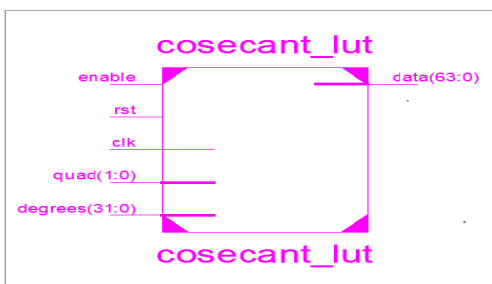 cosecant_lut
enable
data(63:0)
rst
clk
quad(1:0)
degrees(31:0)
cosecant_lut